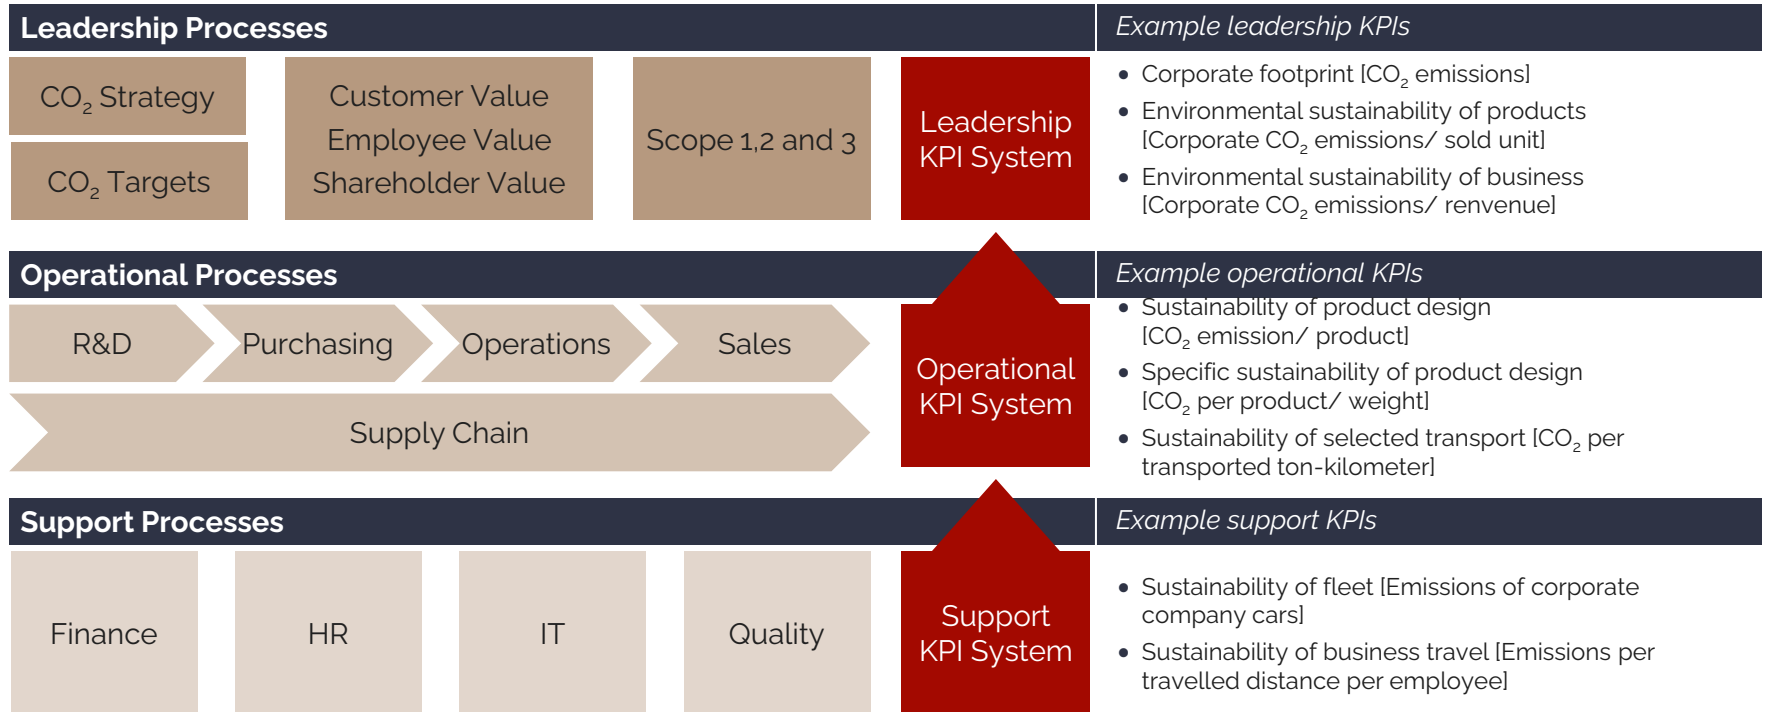 Leadership Processes
Example leadership KPIs
CO₂ Strategy
CO₂ Targets
Customer Value
Employee Value
Shareholder Value
Scope 1,2 and 3
Leadership
KPI System
• Corporate footprint [CO₂ emissions]
• Environmental sustainability of products
[Corporate CO₂ emissions/ sold unit]
• Environmental sustainability of business
[Corporate CO₂ emissions/ renvenue]
Operational Processes
Example operational KPIs
R&D
Purchasing
Operations
Sales
Supply Chain
Operational
KPI System
• Sustainability of product design
[CO₂ emission/ product]
• Specific sustainability of product design
[CO₂ per product/ weight]
• Sustainability of selected transport [CO₂ per
transported ton-kilometer]
Support Processes
Example support KPIs
Finance
HR
IT
Quality
Support
KPI System
• Sustainability of fleet [Emissions of corporate
company cars]
• Sustainability of business travel [Emissions per
travelled distance per employee]